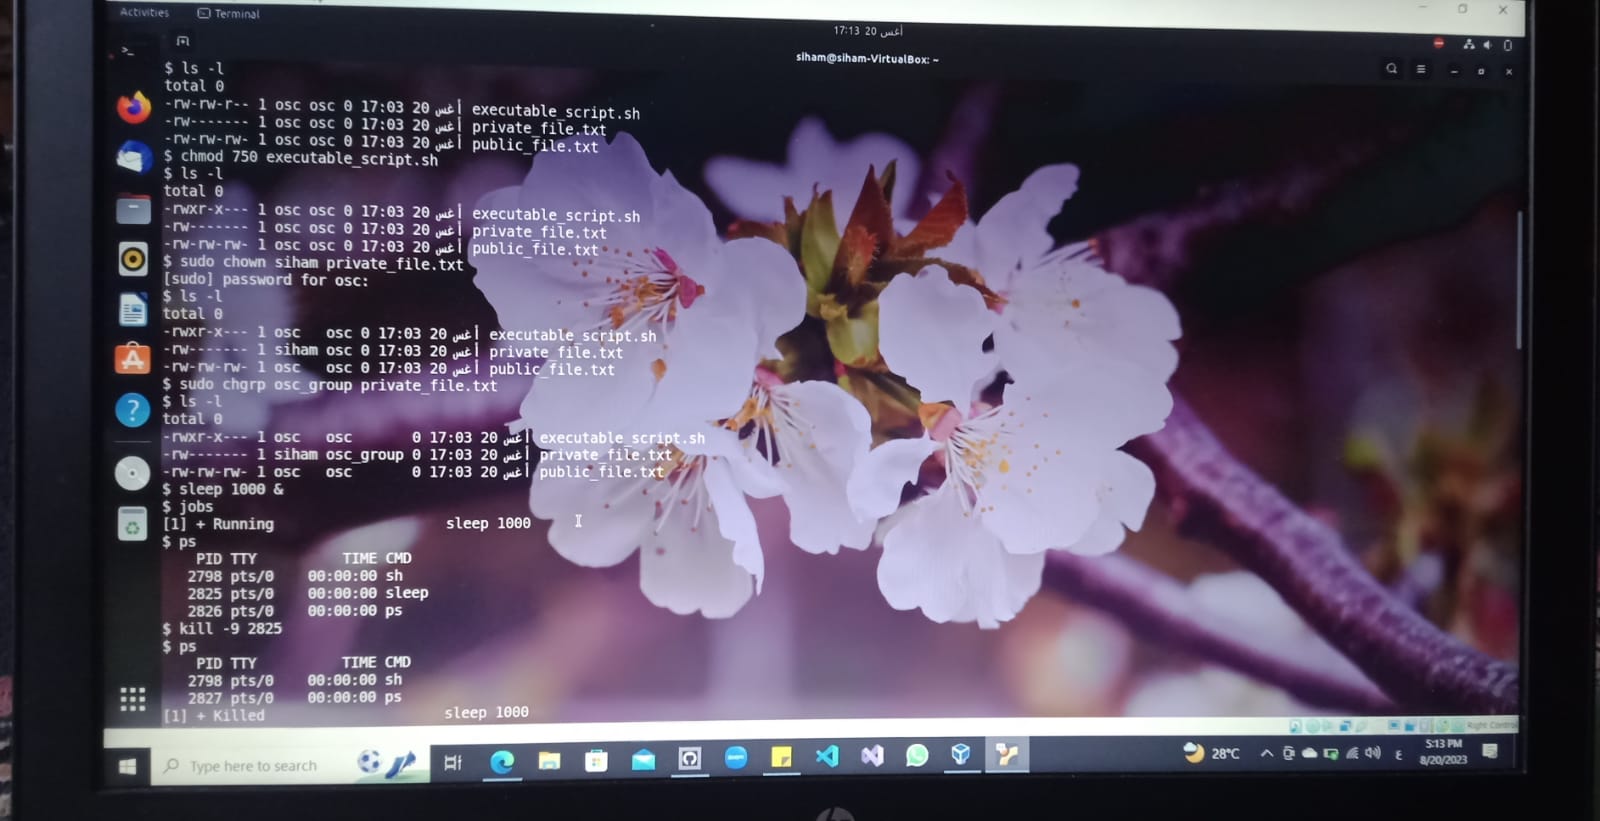 Activities
Terminal
17:13 20 أغس
siham@siham-VirtualBox: ~
$ ls -l
total 0
-rw-rw-r-- 1 osc osc 0 17:03 20 أغس executable_script.sh
-rw------- 1 osc osc 0 17:03 20 أغس private_file.txt
-rw-rw-rw- 1 osc osc 0 17:03 20 أغس public_file.txt
$ chmod 750 executable_script.sh
$ ls -l
total 0
-rwxr-x--- 1 osc osc 0 17:03 20 أغس executable_script.sh
-rw------- 1 osc osc 0 17:03 20 أغس private_file.txt
-rw-rw-rw- 1 osc osc 0 17:03 20 أغس public_file.txt
$ sudo chown siham private_file.txt
[sudo] password for osc:
$ ls -l
total 0
-rwxr-x--- 1 osc   osc 0 17:03 20 أغس executable_script.sh
-rw------- 1 siham osc 0 17:03 20 أغس private_file.txt
-rw-rw-rw- 1 osc   osc 0 17:03 20 أغس public_file.txt
$ sudo chgrp osc_group private_file.txt
$ ls -l
total 0
-rwxr-x--- 1 osc   osc       0 17:03 20 أغس executable_script.sh
-rw------- 1 siham osc_group 0 17:03 20 أغس private_file.txt
-rw-rw-rw- 1 osc   osc       0 17:03 20 أغس public_file.txt
$ sleep 1000 &
$ jobs
[1] + Running                    sleep 1000
$ ps
    PID TTY          TIME CMD
   2798 pts/0    00:00:00 sh
   2825 pts/0    00:00:00 sleep
   2826 pts/0    00:00:00 ps
$ kill -9 2825
$ ps
    PID TTY          TIME CMD
   2798 pts/0    00:00:00 sh
   2827 pts/0    00:00:00 ps
[1] + Killed                     sleep 1000
Right Control
Type here to search
28°C
ع
5:13 PM
8/20/2023